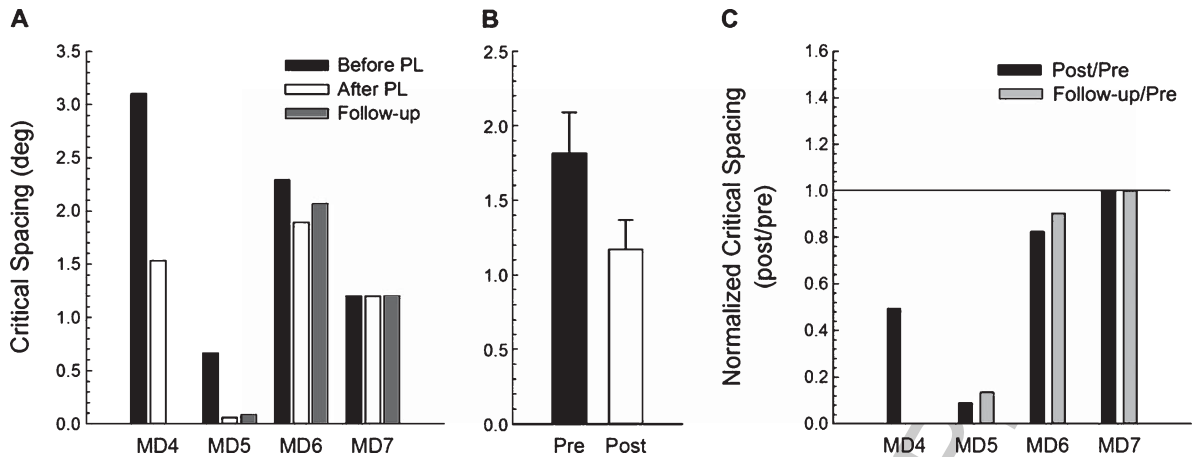 A
Critical Spacing (deg)
3.5
3.0
2.5
2.0
1.5
1.0
0.5
0.0
Before PL
After PL
Follow-up
MD4 MD5 MD6 MD7
B
2.5
2.0
1.5
1.0
0.5
0.0
Pre Post
C
Normalized Critical Spacing
(post/pre)
1.6
1.4
1.2
1.0
0.8
0.6
0.4
0.2
0.0
Post/Pre
Follow-up/Pre
MD4 MD5 MD6 MD7